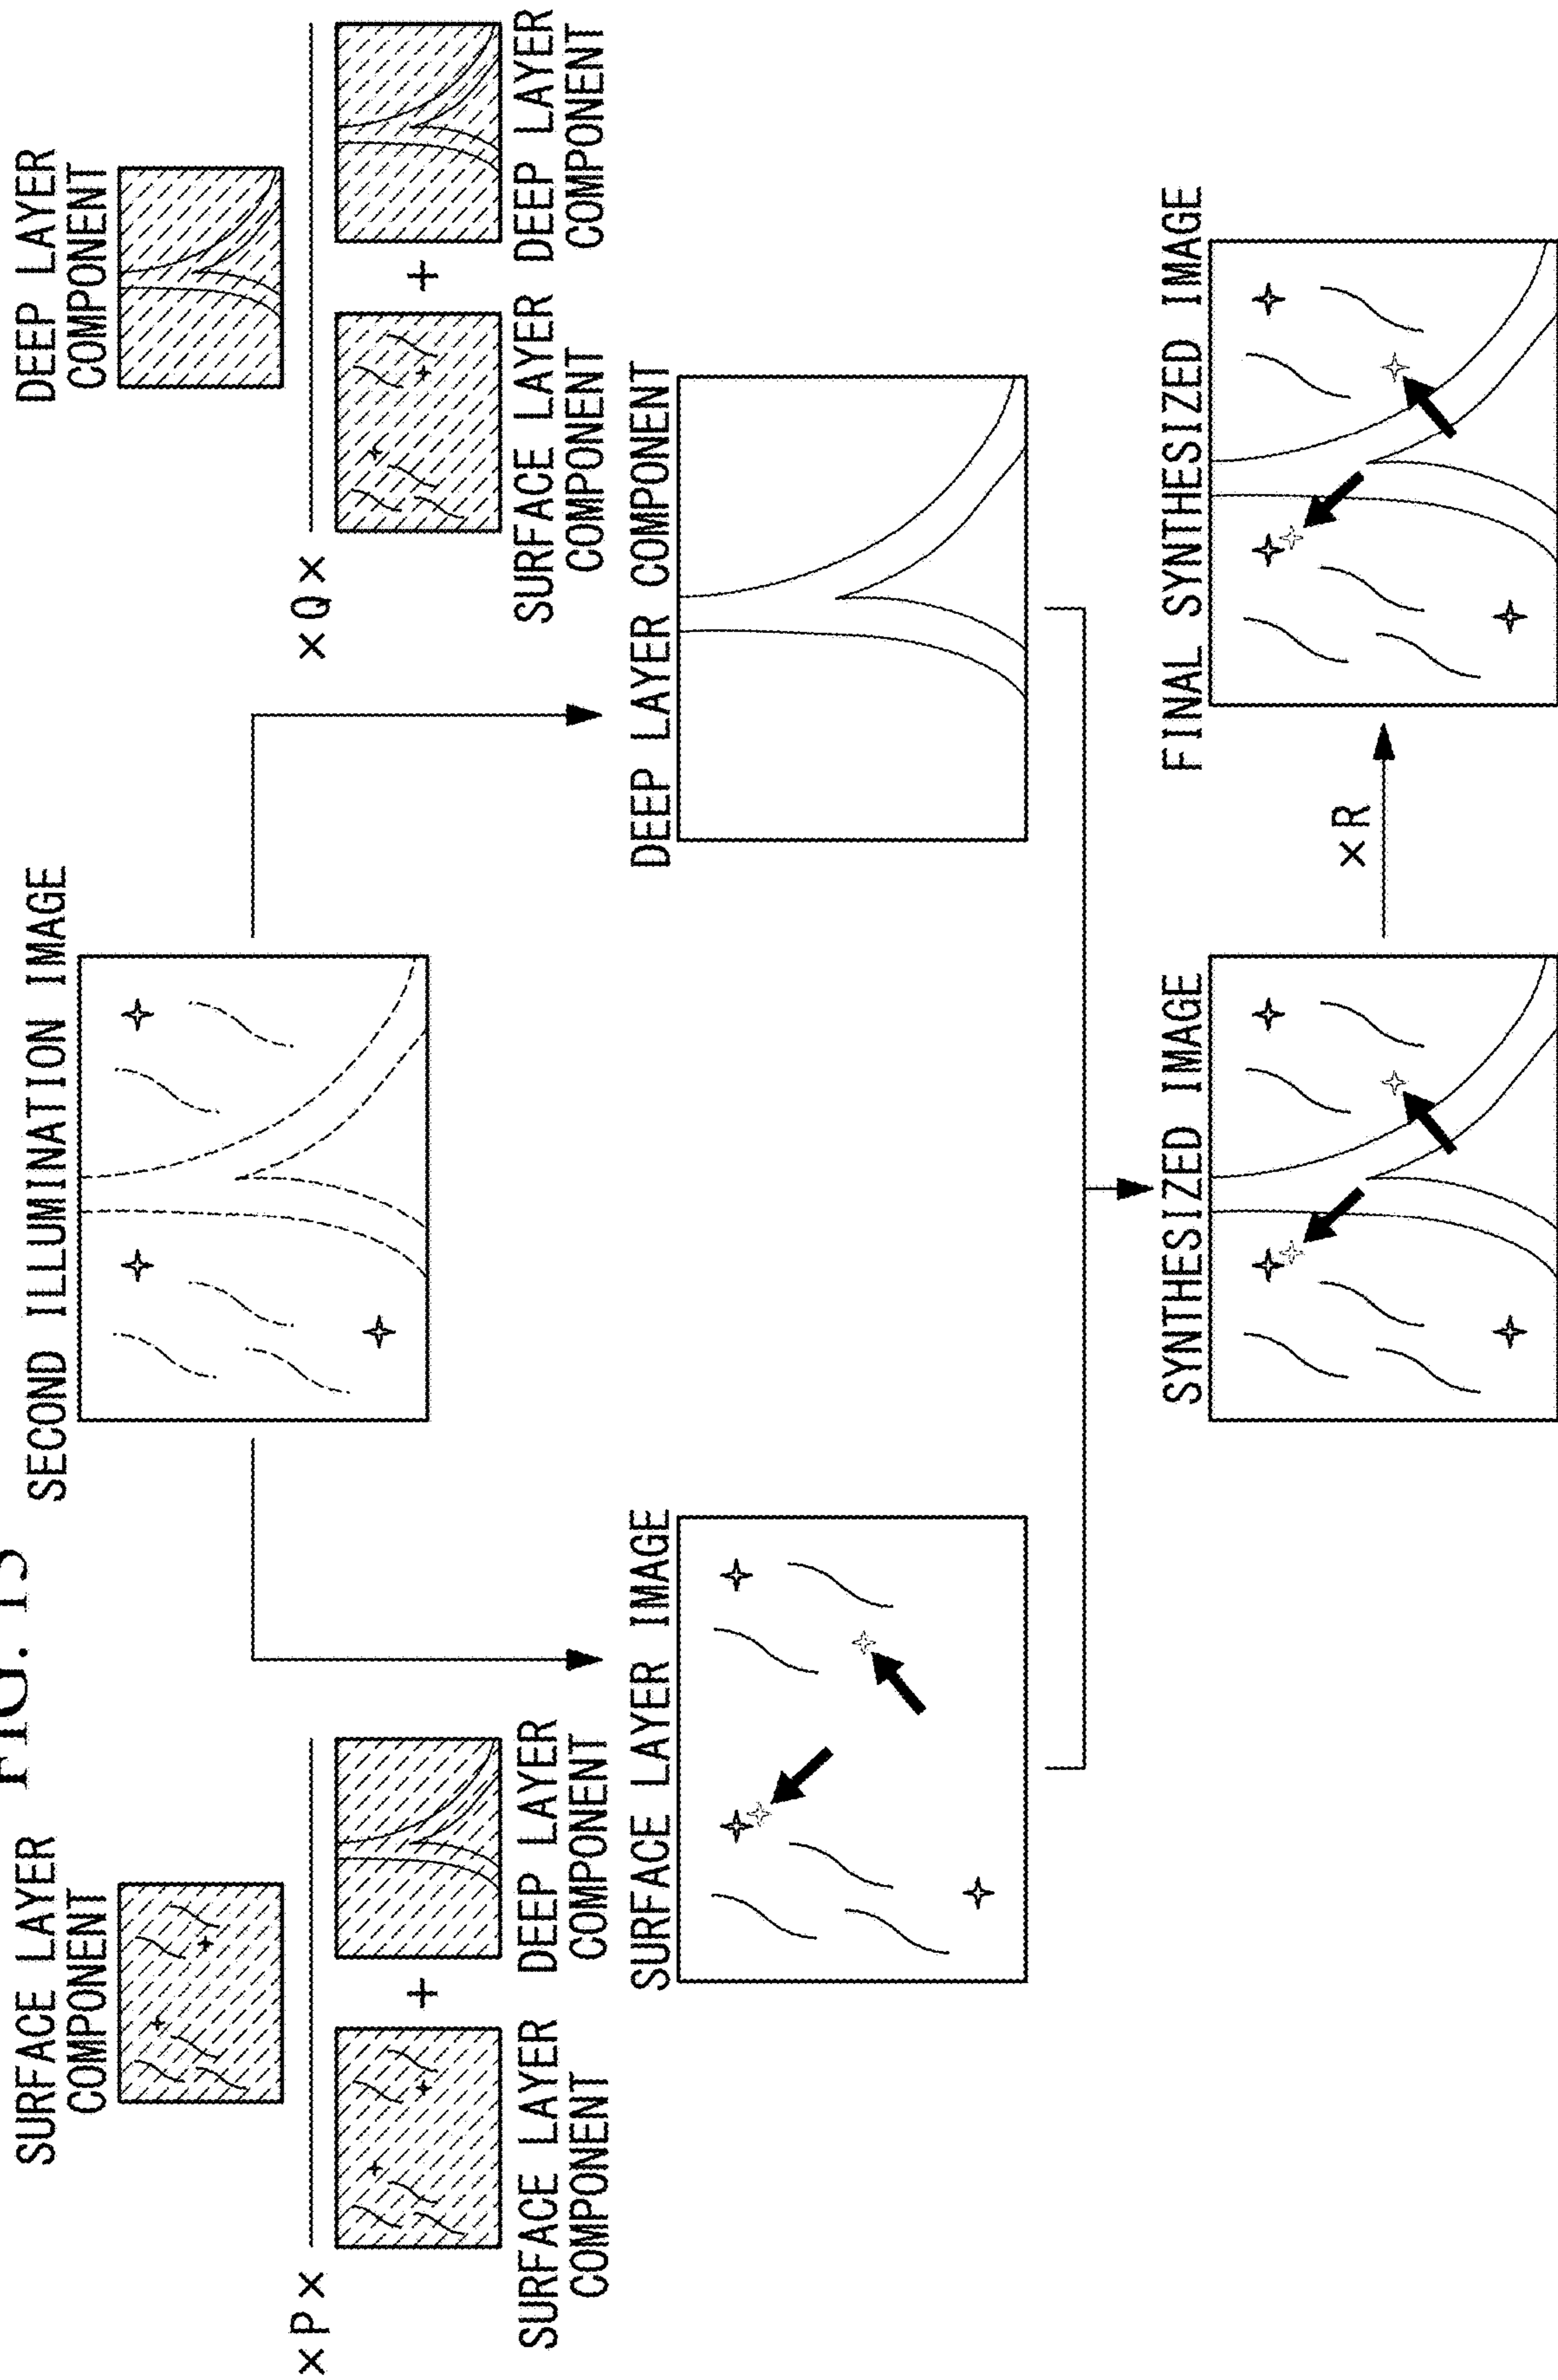 FIG. 13
SECOND ILLUMINATION IMAGE
SURFACE LAYER
COMPONENT
×P×
+
SURFACE LAYER
COMPONENT
DEEP LAYER
COMPONENT
DEEP LAYER
COMPONENT
×Q×
+
SURFACE LAYER
COMPONENT
DEEP LAYER
COMPONENT
SURFACE LAYER IMAGE
DEEP LAYER COMPONENT
SYNTHESIZED IMAGE
×R
FINAL SYNTHESIZED IMAGE